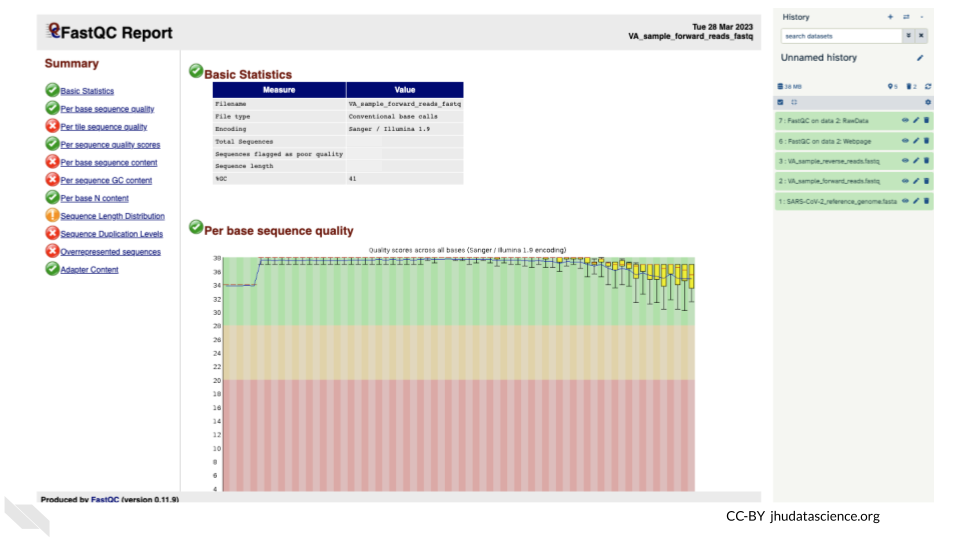 FastQC Report
Tue 28 Mar 2023
VA_sample_forward_reads_fastq
Summary
Basic Statistics
Per base sequence quality
Per tile sequence quality
Per sequence quality scores
Per base sequence content
Per sequence GC content
Per base N content
Sequence Length Distribution
Sequence Duplication Levels
Overrepresented sequences
Adapter Content
Basic Statistics
Measure Value
Filename VA_sample_forward_reads_fastq
File type Conventional base calls
Encoding Sanger / Illumina 1.9
Total Sequences
Sequences flagged as poor quality
Sequence length
%GC 41
Per base sequence quality
Quality scores across all bases (Sanger / Illumina 1.9 encoding)
38
36
34
32
30
28
26
24
22
20
18
16
14
12
10
8
6
4
Produced by FastQC (version 0.11.9)
History
search datasets
Unnamed history
38 MB 5 2
7 : FastQC on data 2: RawData
6 : FastQC on data 2: Webpage
3 : VA_sample_reverse_reads.fastq
2 : VA_sample_forward_reads.fastq
1 : SARS-CoV-2_reference_genome.fasta
CC-BY jhudatascience.org